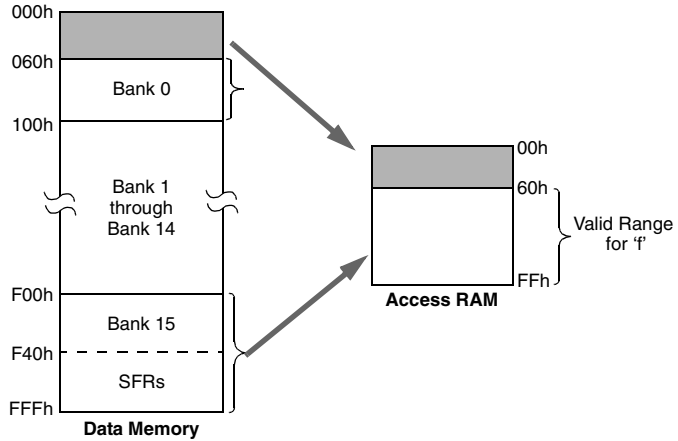 000h
060h
Bank 0
100h
Bank 1
through
Bank 14
F00h
Bank 15
F40h
SFRs
FFFh
Data Memory
00h
60h
Valid Range
for ‘f’
FFh
Access RAM